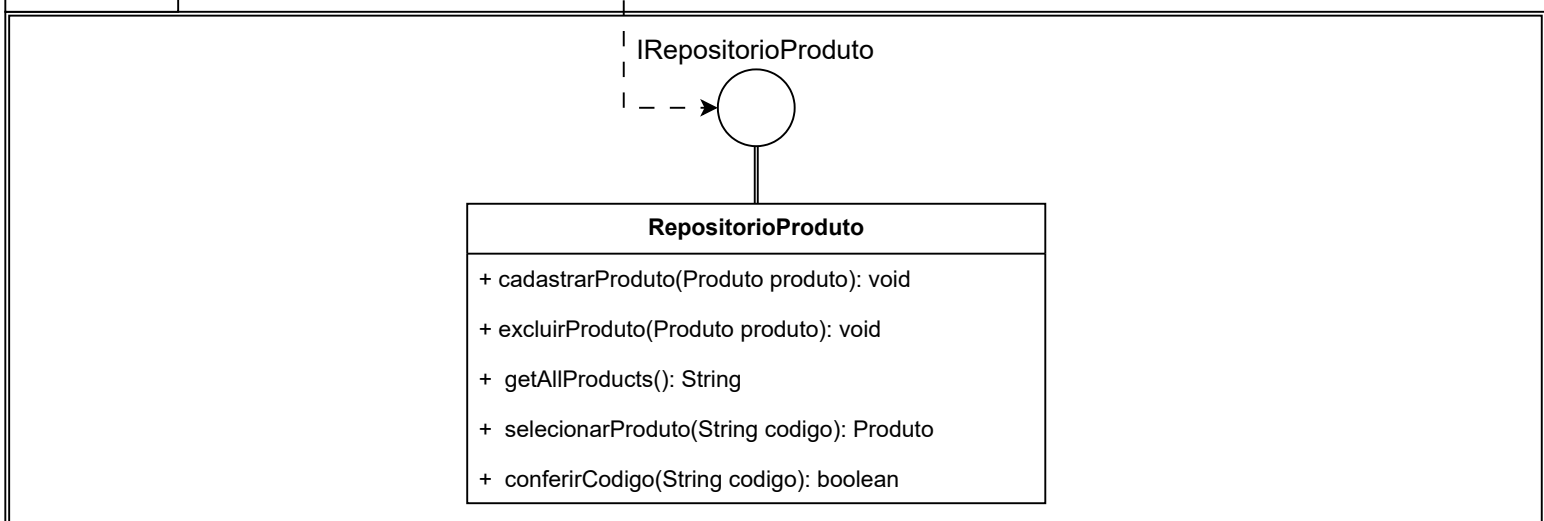 IRepositorioProduto
RepositorioProduto
+ cadastrarProduto(Produto produto): void
+ excluirProduto(Produto produto): void
+ getAllProducts(): String
+ selecionarProduto(String codigo): Produto
+ conferirCodigo(String codigo): boolean